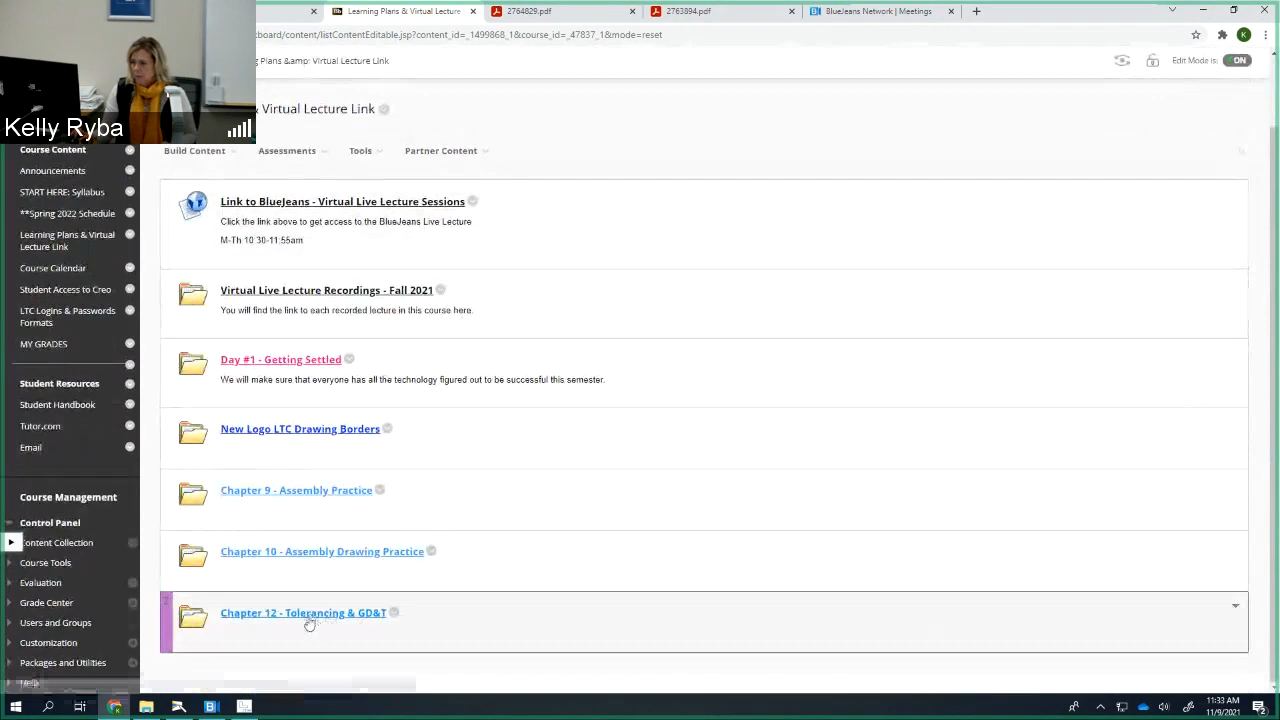 Learning Plans & Virtual Lectur
2764829.pdf
2763894.pdf
BlueJeans Network | Meetings
kboard/content/listContentEditable.jsp?content_id=_1499868_1&course_id=_47837_1&mode=reset
K
ng Plans &amp: Virtual Lecture Link
Edit Mode is: ON
Kelly Ryba
& Virtual Lecture Link
Build Content
Assessments
Tools
Partner Content
Course Content
Announcements
START HERE: Syllabus
**Spring 2022 Schedule
Learning Plans & Virtual
Lecture Link
Course Calendar
Student Access to Creo
LTC Logins & Passwords
Formats
MY GRADES
Student Resources
Student Handbook
Tutor.com
Email
Course Management
Control Panel
Content Collection
Course Tools
Evaluation
Grade Center
Users and Groups
Customization
Packages and Utilities
Help
Link to BlueJeans - Virtual Live Lecture Sessions
Click the link above to get access to the BlueJeans Live Lecture
M-Th 10:30-11:55am
Virtual Live Lecture Recordings - Fall 2021
You will find the link to each recorded lecture in this course here.
Day #1 - Getting Settled
We will make sure that everyone has all the technology figured out to be successful this semester.
New Logo LTC Drawing Borders
Chapter 9 - Assembly Practice
Chapter 10 - Assembly Drawing Practice
Chapter 12 - Tolerancing & GD&T
11:33 AM
11/9/2021
2